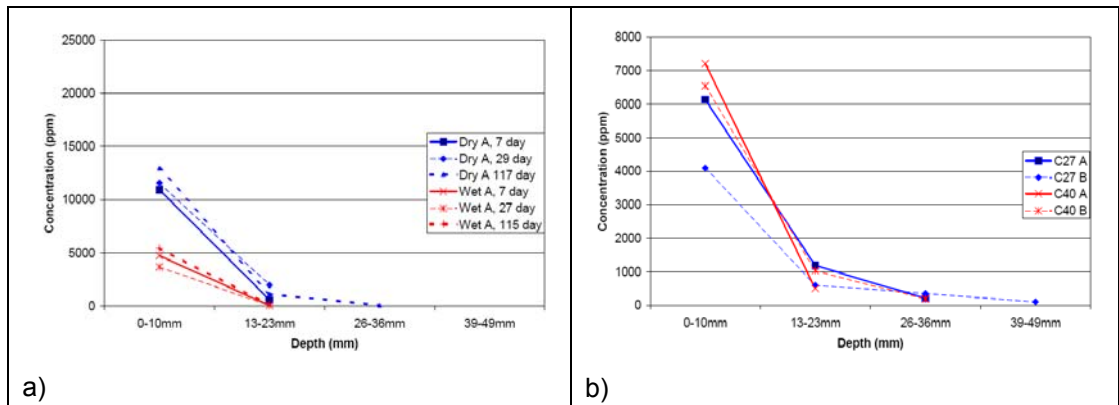 25000
20000
15000
10000
5000
0
Concentration (ppm)
0-10mm 13-23mm 26-36mm 39-49mm
Depth (mm)
Dry A, 7 day
Dry A, 29 day
Dry A 117 day
Wet A, 7 day
Wet A, 27 day
Wet A, 115 day
a)
8000
7000
6000
5000
4000
3000
2000
1000
0
Concentration (ppm)
0-10mm 13-23mm 26-36mm 39-49mm
Depth (mm)
C27 A
C27 B
C40 A
C40 B
b)